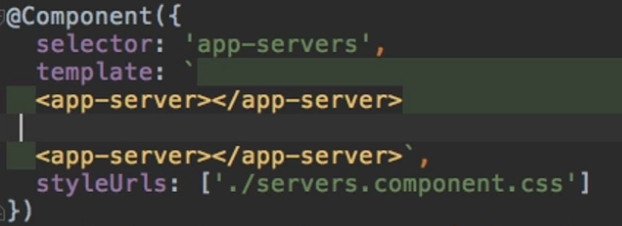 @Component({
  selector: 'app-servers',
  template: `
  <app-server></app-server>

  <app-server></app-server>`,
  styleUrls: ['./servers.component.css']
})